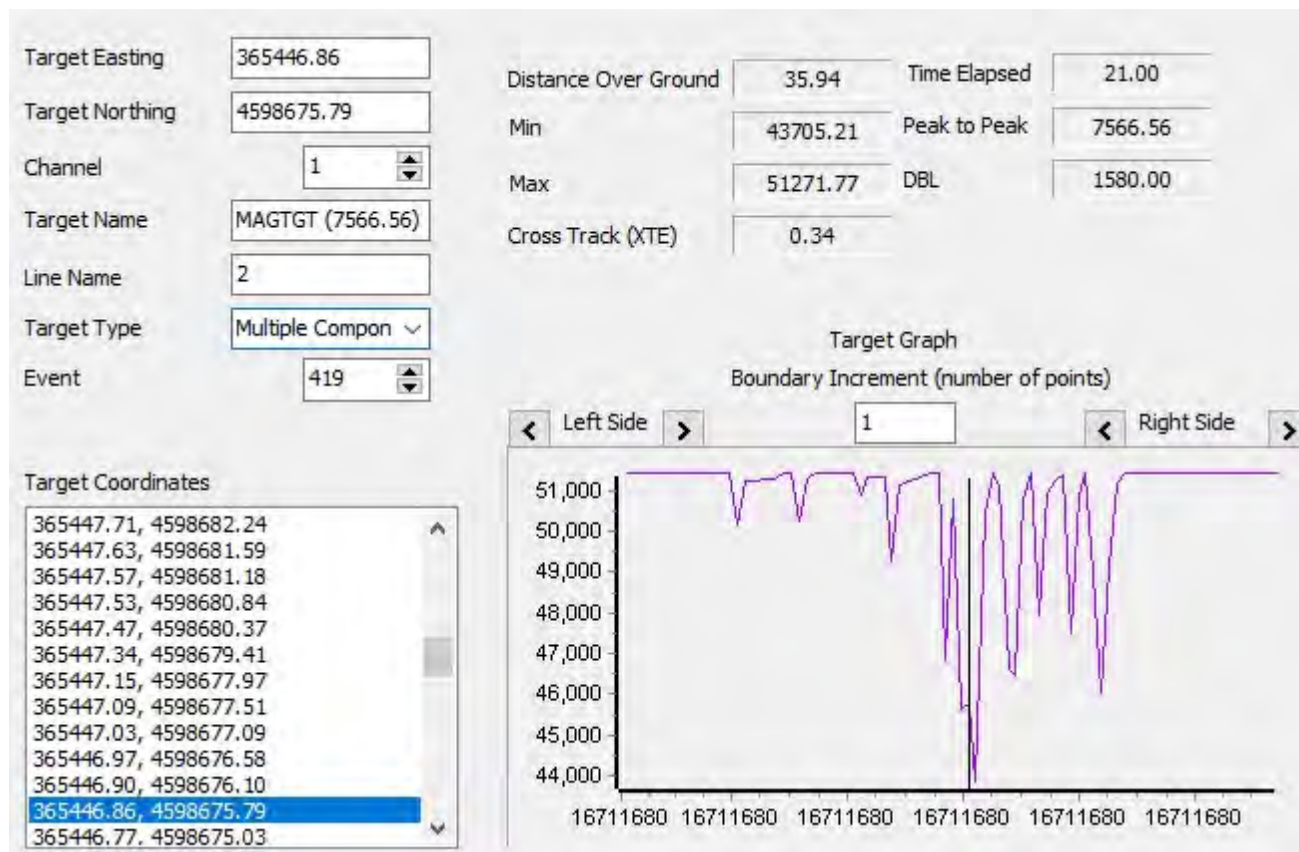 Target Easting 365446.86
Target Northing 4598675.79
Channel 1
Target Name MAGTGT (7566.56)
Line Name 2
Target Type Multiple Compon
Event 419
Distance Over Ground 35.94 Time Elapsed 21.00
Min 43705.21 Peak to Peak 7566.56
Max 51271.77 DBL 1580.00
Cross Track (XTE) 0.34
Target Graph
Boundary Increment (number of points)
Left Side 1 Right Side
Target Coordinates
365447.71, 4598682.24
365447.63, 4598681.59
365447.57, 4598681.18
365447.53, 4598680.84
365447.47, 4598680.37
365447.34, 4598679.41
365447.15, 4598677.97
365447.09, 4598677.51
365447.03, 4598677.09
365446.97, 4598676.58
365446.90, 4598676.10
365446.86, 4598675.79
365446.77, 4598675.03
51,000
50,000
49,000
48,000
47,000
46,000
45,000
44,000
16711680 16711680 16711680 16711680 16711680 16711680